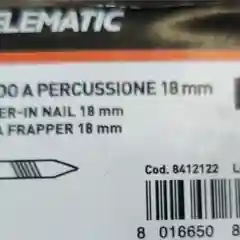 ELEMATIC
DO A PERCUSSIONE 18 mm
ER-IN NAIL 18 mm
A FRAPPER 18 mm
Cod. 8412122
8 016650 8